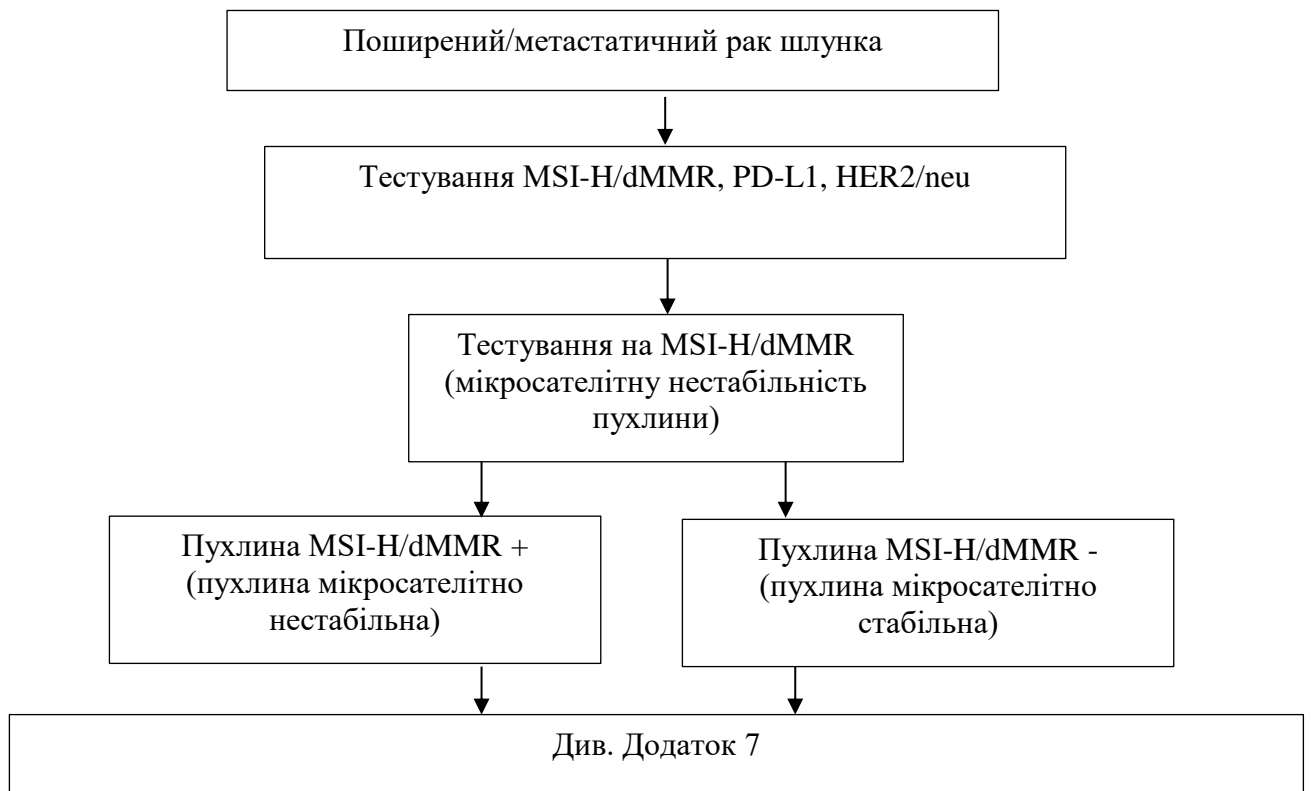 Поширений/метастатичний рак шлунка
Тестування MSI-H/dMMR, PD-L1, HER2/neu
Тестування на MSI-H/dMMR
(мікросателітну нестабільність
пухлини)
Пухлина MSI-H/dMMR +
(пухлина мікросателітно
нестабільна)
Пухлина MSI-H/dMMR -
(пухлина мікросателітно
стабільна)
Див. Додаток 7